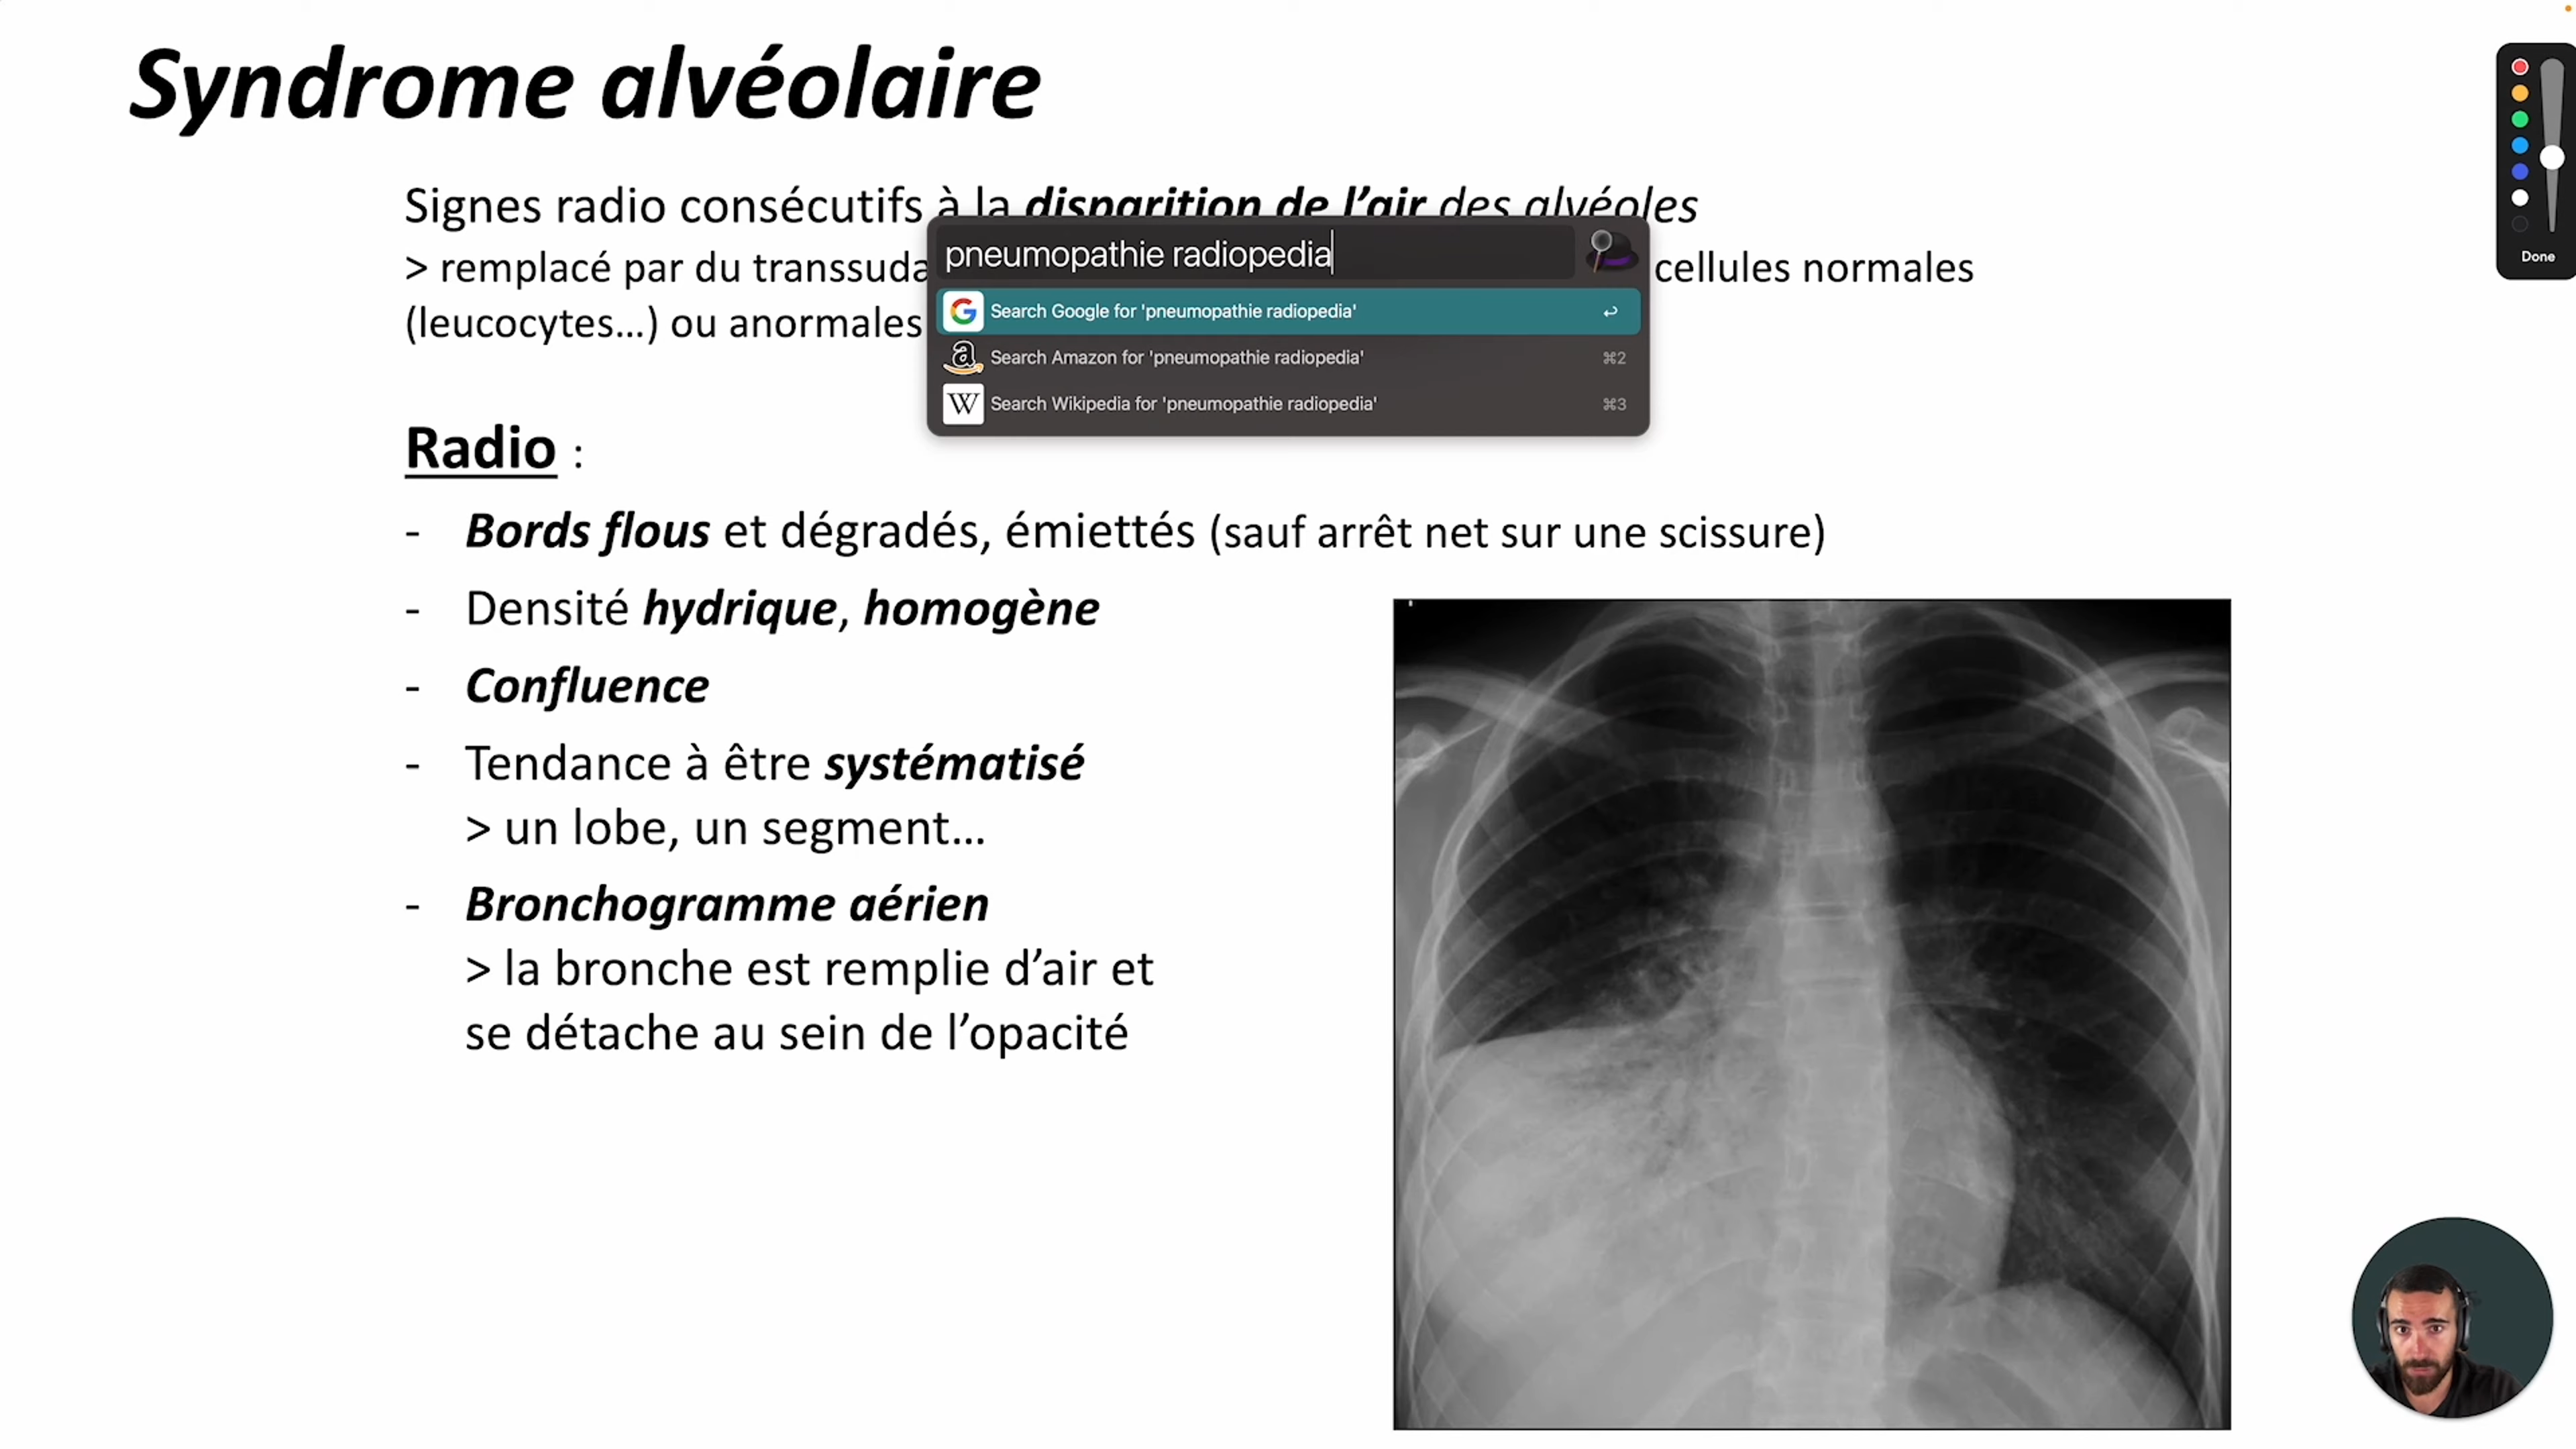 Syndrome alvéolaire
Signes radio consécutifs à la disparition de l’air des alvéoles
> remplacé par du transsuda cellules normales
(leucocytes…) ou anormales
pneumopathie radiopedia
Search Google for 'pneumopathie radiopedia' ↩
Search Amazon for 'pneumopathie radiopedia' ⌘2
Search Wikipedia for 'pneumopathie radiopedia' ⌘3
Done
Radio :
- Bords flous et dégradés, émiettés (sauf arrêt net sur une scissure)
- Densité hydrique, homogène
- Confluence
- Tendance à être systématisé
> un lobe, un segment…
- Bronchogramme aérien
> la bronche est remplie d’air et
se détache au sein de l’opacité